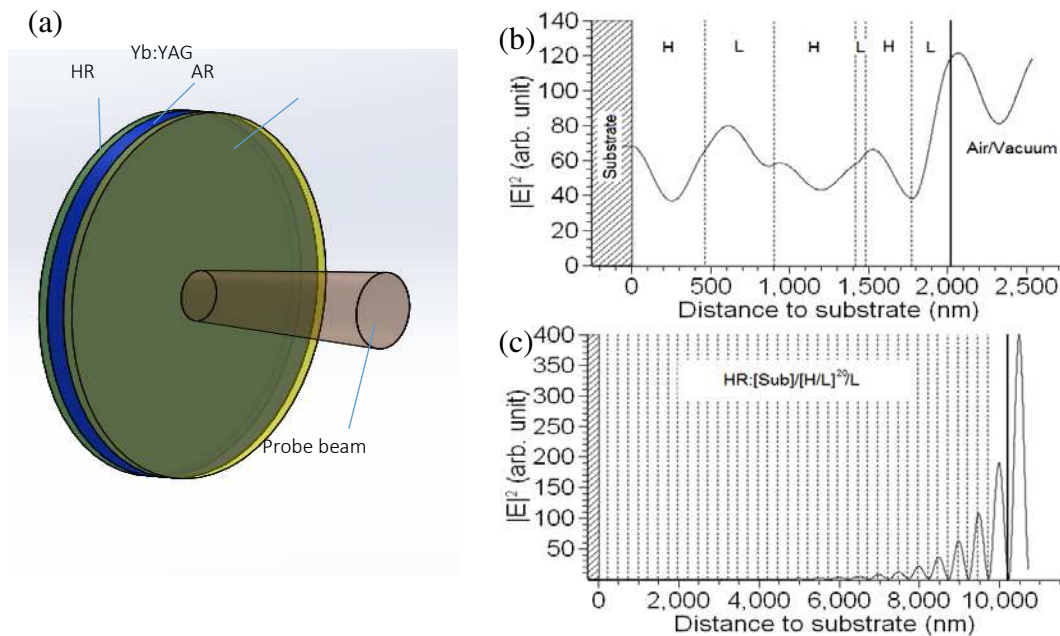 (a)
Yb:YAG
HR
AR
Probe beam
(b)
140
120
100
80
60
40
20
0
|E|² (arb. unit)
Substrate
H
L
H
L
H
L
Air/Vacuum
0
500
1,000
1,500
2,000
2,500
Distance to substrate (nm)
(c)
400
350
300
250
200
150
100
50
|E|² (arb. unit)
HR:[Sub]/[H/L]²⁰/L
0
2,000
4,000
6,000
8,000
10,000
Distance to substrate (nm)